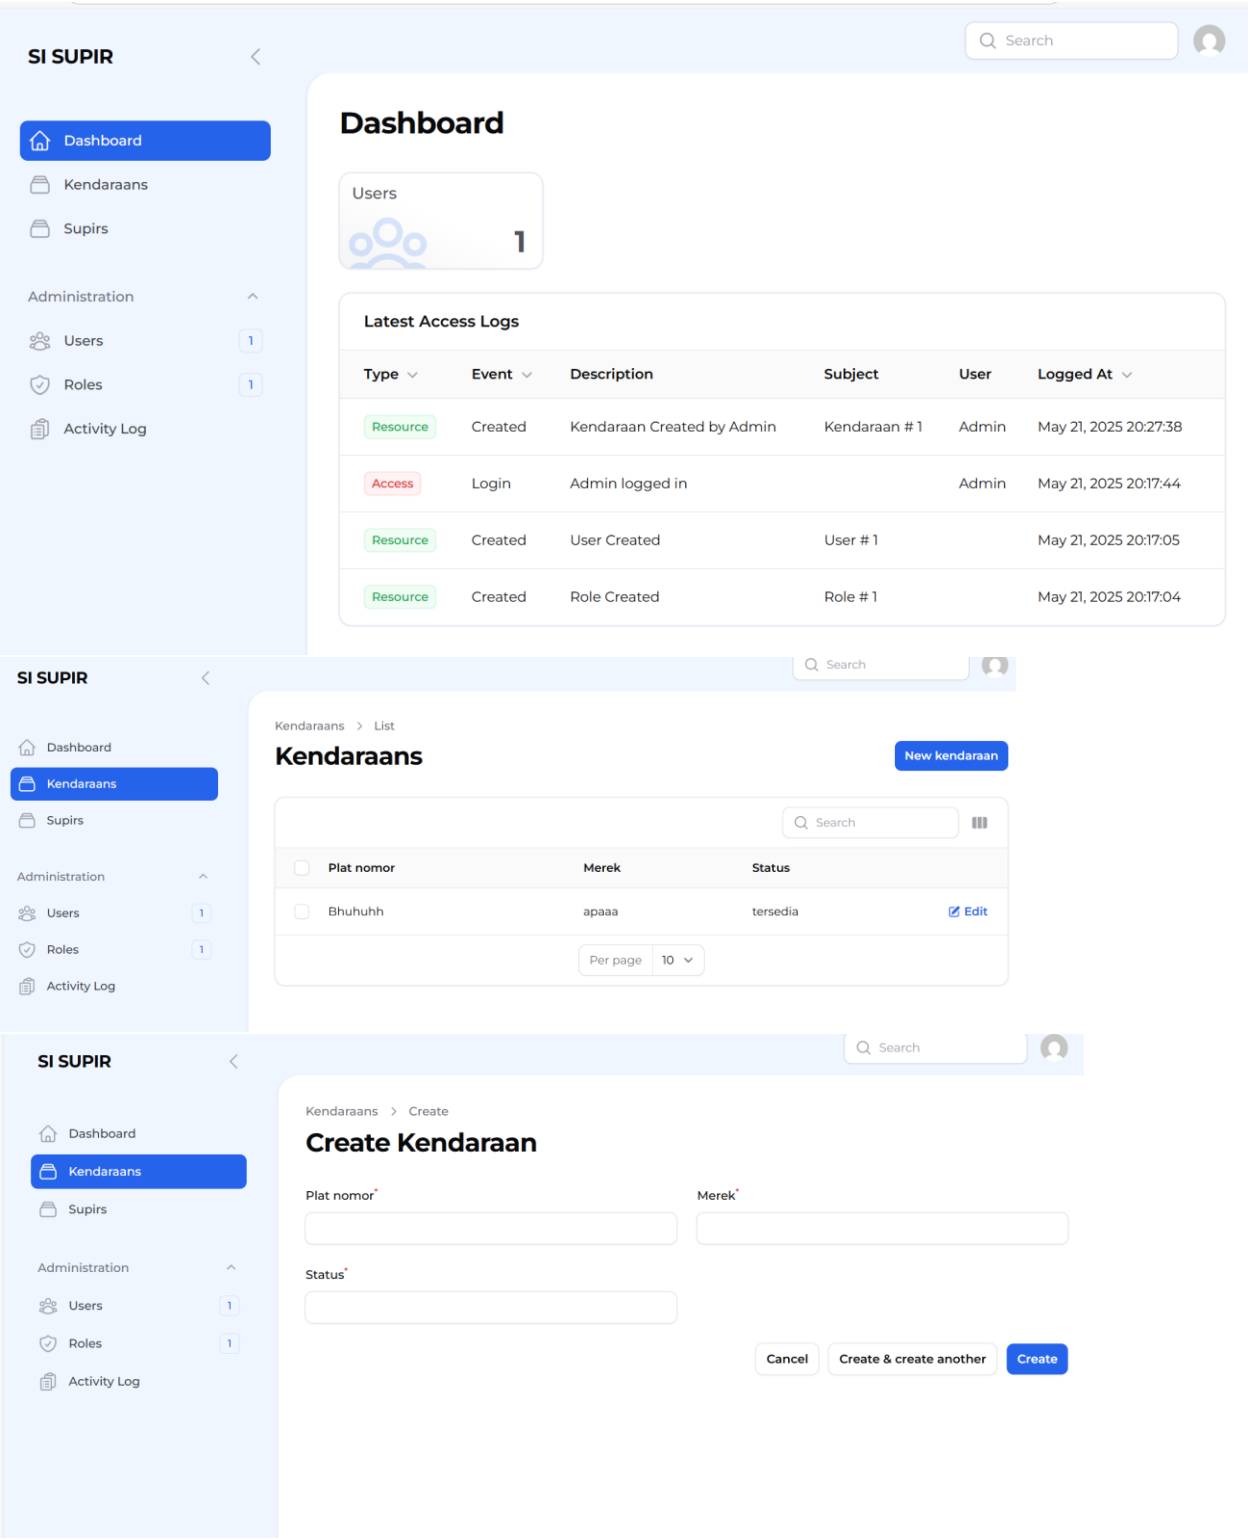 SI SUPIR
Search
Dashboard
Kendaraans
Supirs
Administration
Users 1
Roles 1
Activity Log
Dashboard
Users
1
Latest Access Logs
Type Event Description Subject User Logged At
Resource Created Kendaraan Created by Admin Kendaraan # 1 Admin May 21, 2025 20:27:38
Access Login Admin logged in Admin May 21, 2025 20:17:44
Resource Created User Created User # 1 May 21, 2025 20:17:05
Resource Created Role Created Role # 1 May 21, 2025 20:17:04
SI SUPIR
Search
Dashboard
Kendaraans
Supirs
Administration
Users 1
Roles 1
Activity Log
Kendaraans > List
Kendaraans
New kendaraan
Search
Plat nomor Merek Status
Bhuhuhh apaaa tersedia Edit
Per page 10
SI SUPIR
Search
Dashboard
Kendaraans
Supirs
Administration
Users 1
Roles 1
Activity Log
Kendaraans > Create
Create Kendaraan
Plat nomor* Merek*
Status*
Cancel Create & create another Create